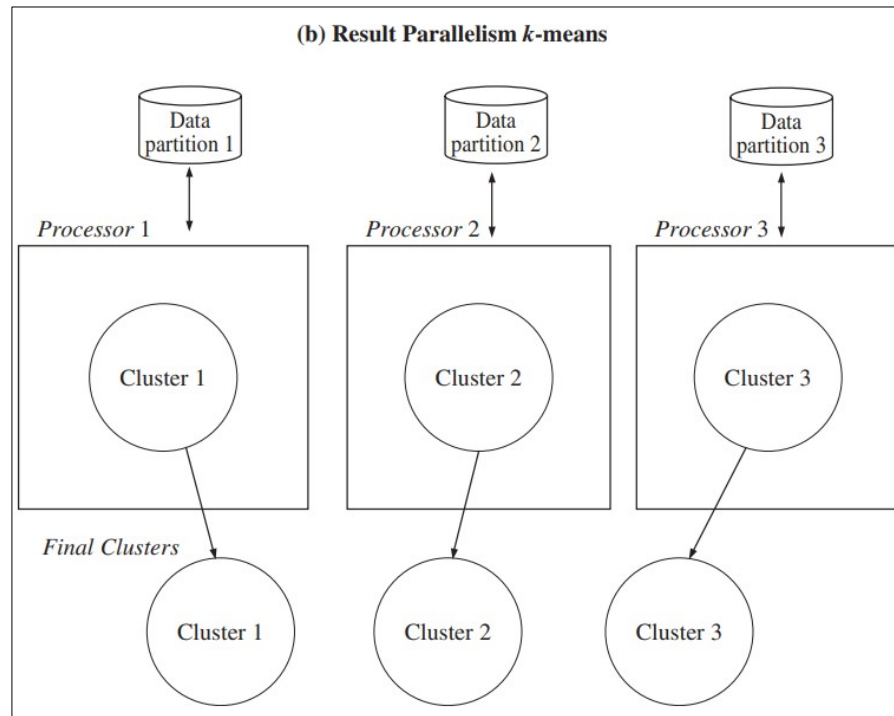 (b) Result Parallelism k-means
Data
partition 1
Data
partition 2
Data
partition 3
Processor 1
Processor 2
Processor 3
Cluster 1
Cluster 2
Cluster 3
Final Clusters
Cluster 1
Cluster 2
Cluster 3